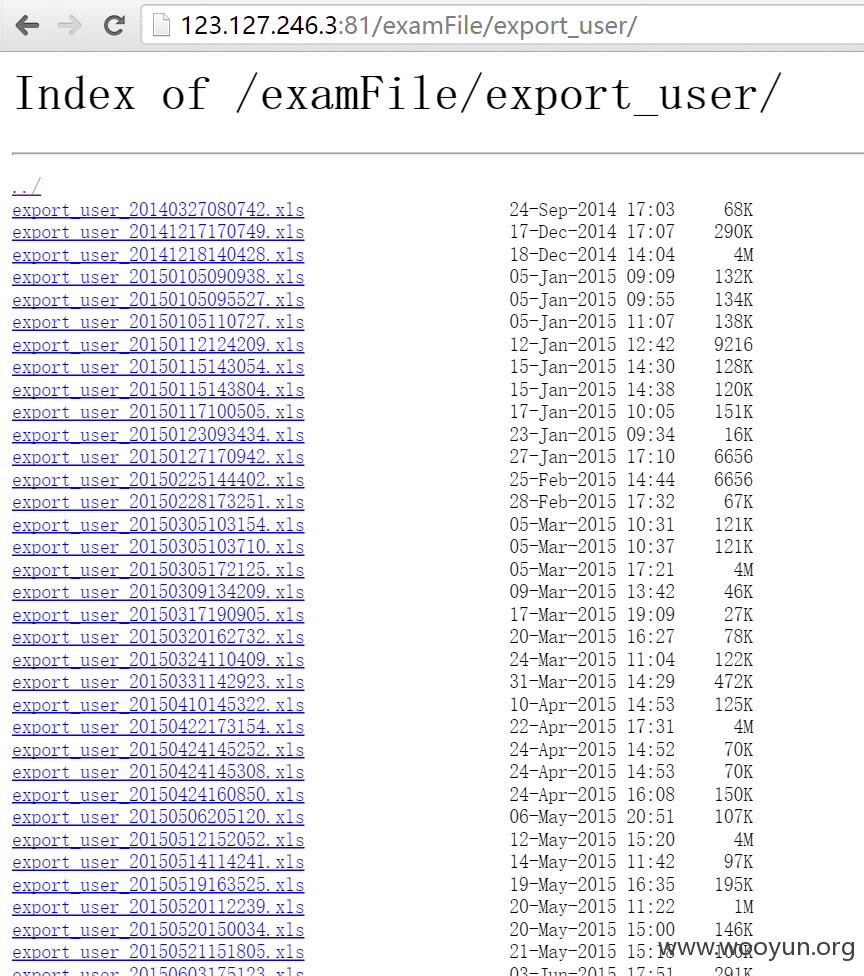 123.127.246.3:81/examFile/export_user/
Index of /examFile/export_user/
../
export_user_20140327080742.xls 24-Sep-2014 17:03 68K
export_user_20141217170749.xls 17-Dec-2014 17:07 290K
export_user_20141218140428.xls 18-Dec-2014 14:04 4M
export_user_20150105090938.xls 05-Jan-2015 09:09 132K
export_user_20150105095527.xls 05-Jan-2015 09:55 134K
export_user_20150105110727.xls 05-Jan-2015 11:07 138K
export_user_20150112124209.xls 12-Jan-2015 12:42 9216
export_user_20150115143054.xls 15-Jan-2015 14:30 128K
export_user_20150115143804.xls 15-Jan-2015 14:38 120K
export_user_20150117100505.xls 17-Jan-2015 10:05 151K
export_user_20150123093434.xls 23-Jan-2015 09:34 16K
export_user_20150127170942.xls 27-Jan-2015 17:10 6656
export_user_20150225144402.xls 25-Feb-2015 14:44 6656
export_user_20150228173251.xls 28-Feb-2015 17:32 67K
export_user_20150305103154.xls 05-Mar-2015 10:31 121K
export_user_20150305103710.xls 05-Mar-2015 10:37 121K
export_user_20150305172125.xls 05-Mar-2015 17:21 4M
export_user_20150309134209.xls 09-Mar-2015 13:42 46K
export_user_20150317190905.xls 17-Mar-2015 19:09 27K
export_user_20150320162732.xls 20-Mar-2015 16:27 78K
export_user_20150324110409.xls 24-Mar-2015 11:04 122K
export_user_20150331142923.xls 31-Mar-2015 14:29 472K
export_user_20150410145322.xls 10-Apr-2015 14:53 125K
export_user_20150422173154.xls 22-Apr-2015 17:31 4M
export_user_20150424145252.xls 24-Apr-2015 14:52 70K
export_user_20150424145308.xls 24-Apr-2015 14:53 70K
export_user_20150424160850.xls 24-Apr-2015 16:08 150K
export_user_20150506205120.xls 06-May-2015 20:51 107K
export_user_20150512152052.xls 12-May-2015 15:20 4M
export_user_20150514114241.xls 14-May-2015 11:42 97K
export_user_20150519163525.xls 19-May-2015 16:35 195K
export_user_20150520112239.xls 20-May-2015 11:22 1M
export_user_20150520150034.xls 20-May-2015 15:00 146K
export_user_20150521151805.xls 21-May-2015 15:18 100K
www.wooyun.org
export_user_20150603175123.xls 03-Jun-2015 17:51 291K